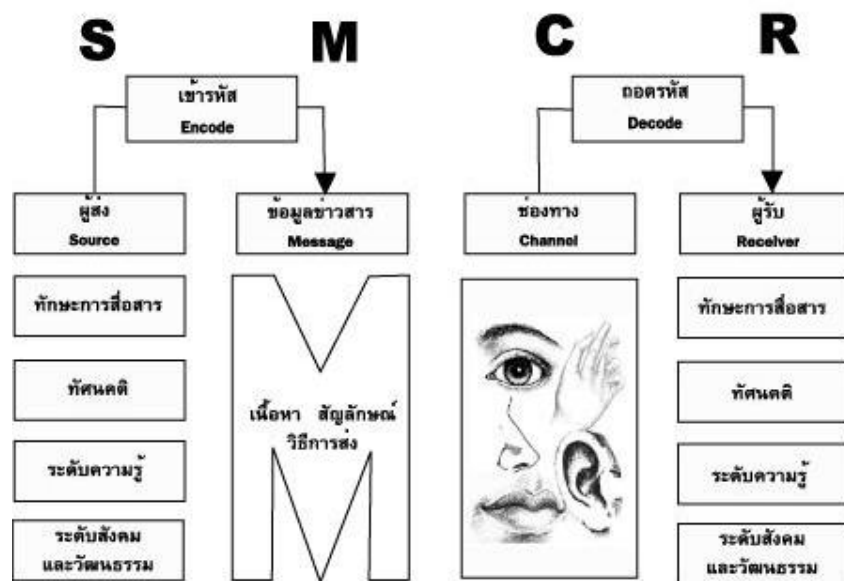 S M C R
เข้ารหัส
Encode
ถอดรหัส
Decode
ผู้ส่ง
Source
ข้อมูลข่าวสาร
Message
ช่องทาง
Channel
ผู้รับ
Receiver
ทักษะการสื่อสาร
ทัศนคติ
ระดับความรู้
ระดับสังคม
และวัฒนธรรม
เนื้อหา สัญลักษณ์
วิธีการส่ง
ทักษะการสื่อสาร
ทัศนคติ
ระดับความรู้
ระดับสังคม
และวัฒนธรรม